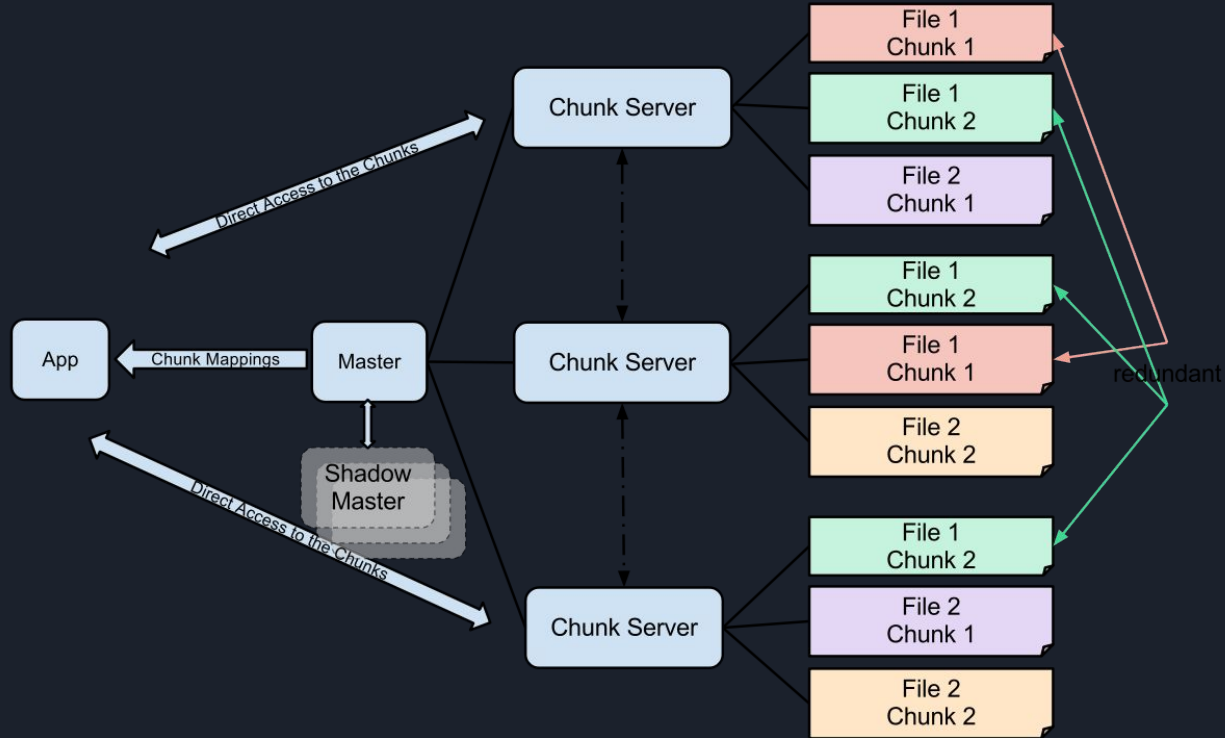 File 1
Chunk 1
Chunk Server
File 1
Chunk 2
Direct Access to the Chunks
File 2
Chunk 1
File 1
Chunk 2
App
Chunk Mappings
Master
Chunk Server
File 1
Chunk 1
redundant
File 2
Chunk 2
Shadow
Master
Direct Access to the Chunks
File 1
Chunk 2
Chunk Server
File 2
Chunk 1
File 2
Chunk 2